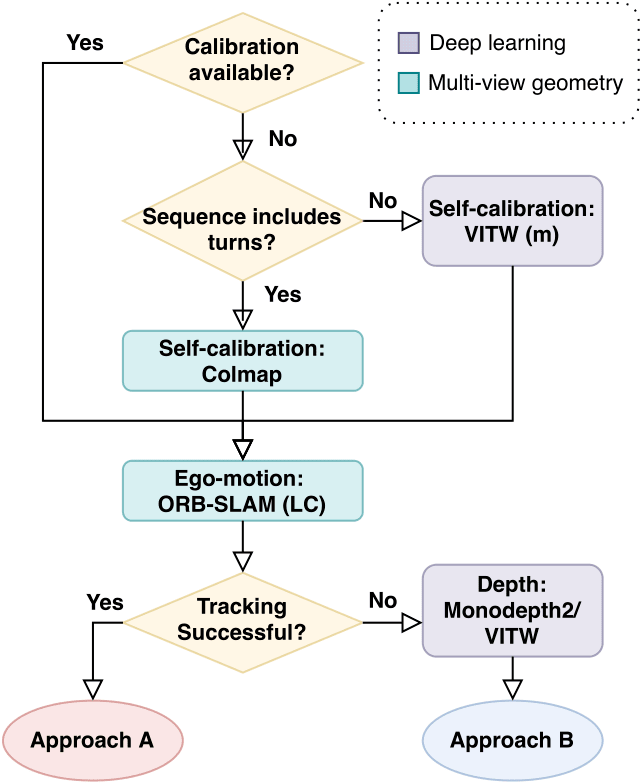 Yes
Calibration
available?
Deep learning
Multi-view geometry
No
Sequence includes
turns?
No
Self-calibration:
VITW (m)
Yes
Self-calibration:
Colmap
Ego-motion:
ORB-SLAM (LC)
Yes
Tracking
Successful?
No
Depth:
Monodepth2/
VITW
Approach A
Approach B